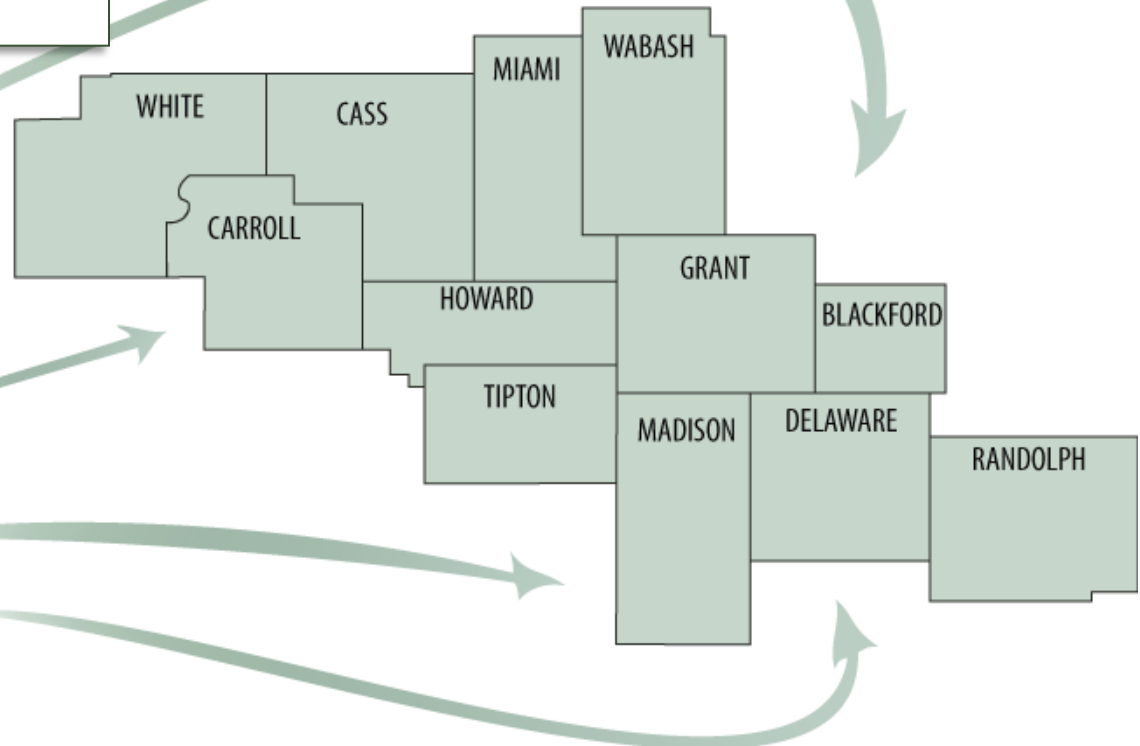 WABASH
MIAMI
WHITE
CASS
CARROLL
GRANT
HOWARD
BLACKFORD
TIPTON
DELAWARE
MADISON
RANDOLPH